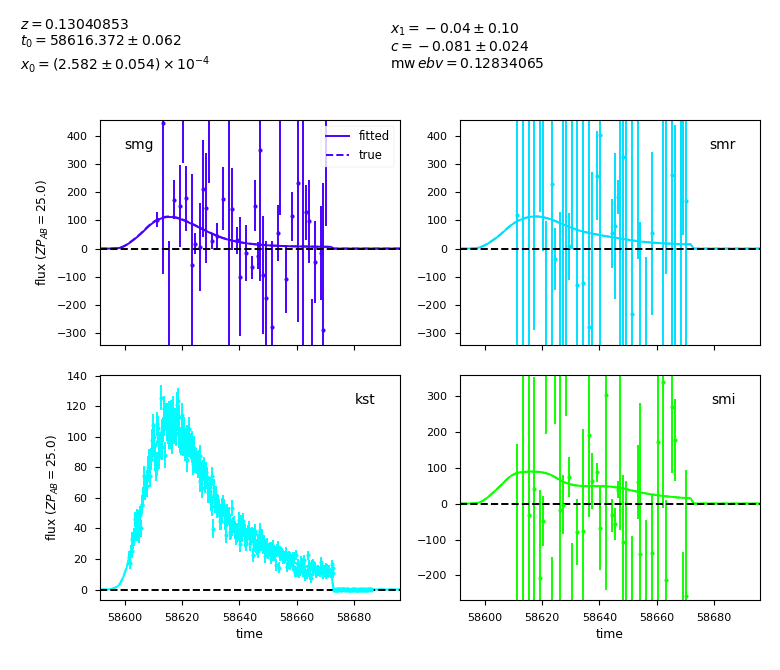 z = 0.13040853
t₀ = 58616.372 ± 0.062
x₀ = (2.582 ± 0.054) × 10⁻⁴
x₁ = −0.04 ± 0.10
c = −0.081 ± 0.024
mw ebv = 0.12834065
smg
fitted
true
400
300
200
100
0
−100
−200
−300
flux (ZP_AB = 25.0)
smr
400
300
200
100
0
−100
−200
−300
kst
140
120
100
80
60
40
20
0
flux (ZP_AB = 25.0)
58600 58620 58640 58660 58680
time
smi
300
200
100
0
−100
−200
58600 58620 58640 58660 58680
time